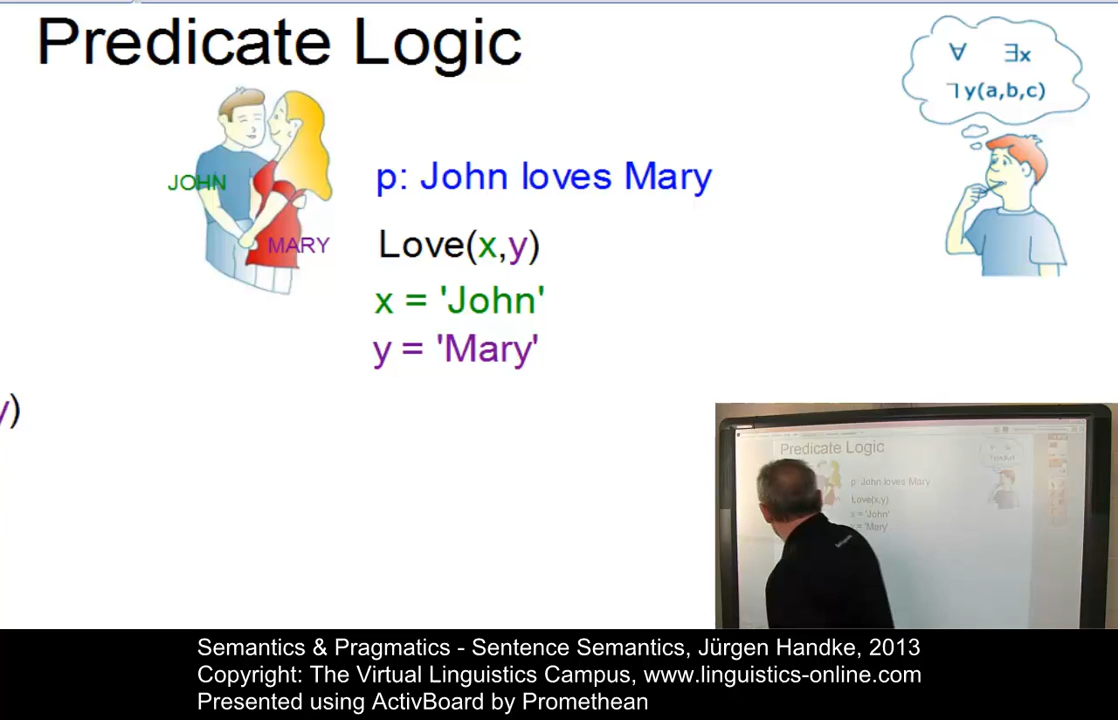 Predicate Logic
∀ ∃x
ꓶy(a,b,c)
JOHN
p: John loves Mary
MARY
Love(x,y)
x = 'John'
y = 'Mary'
y)
Predicate Logic
p: John loves Mary
Love(x,y)
x = 'John'
= 'Mary'
Semantics & Pragmatics - Sentence Semantics, Jürgen Handke, 2013
Copyright: The Virtual Linguistics Campus, www.linguistics-online.com
Presented using ActivBoard by Promethean